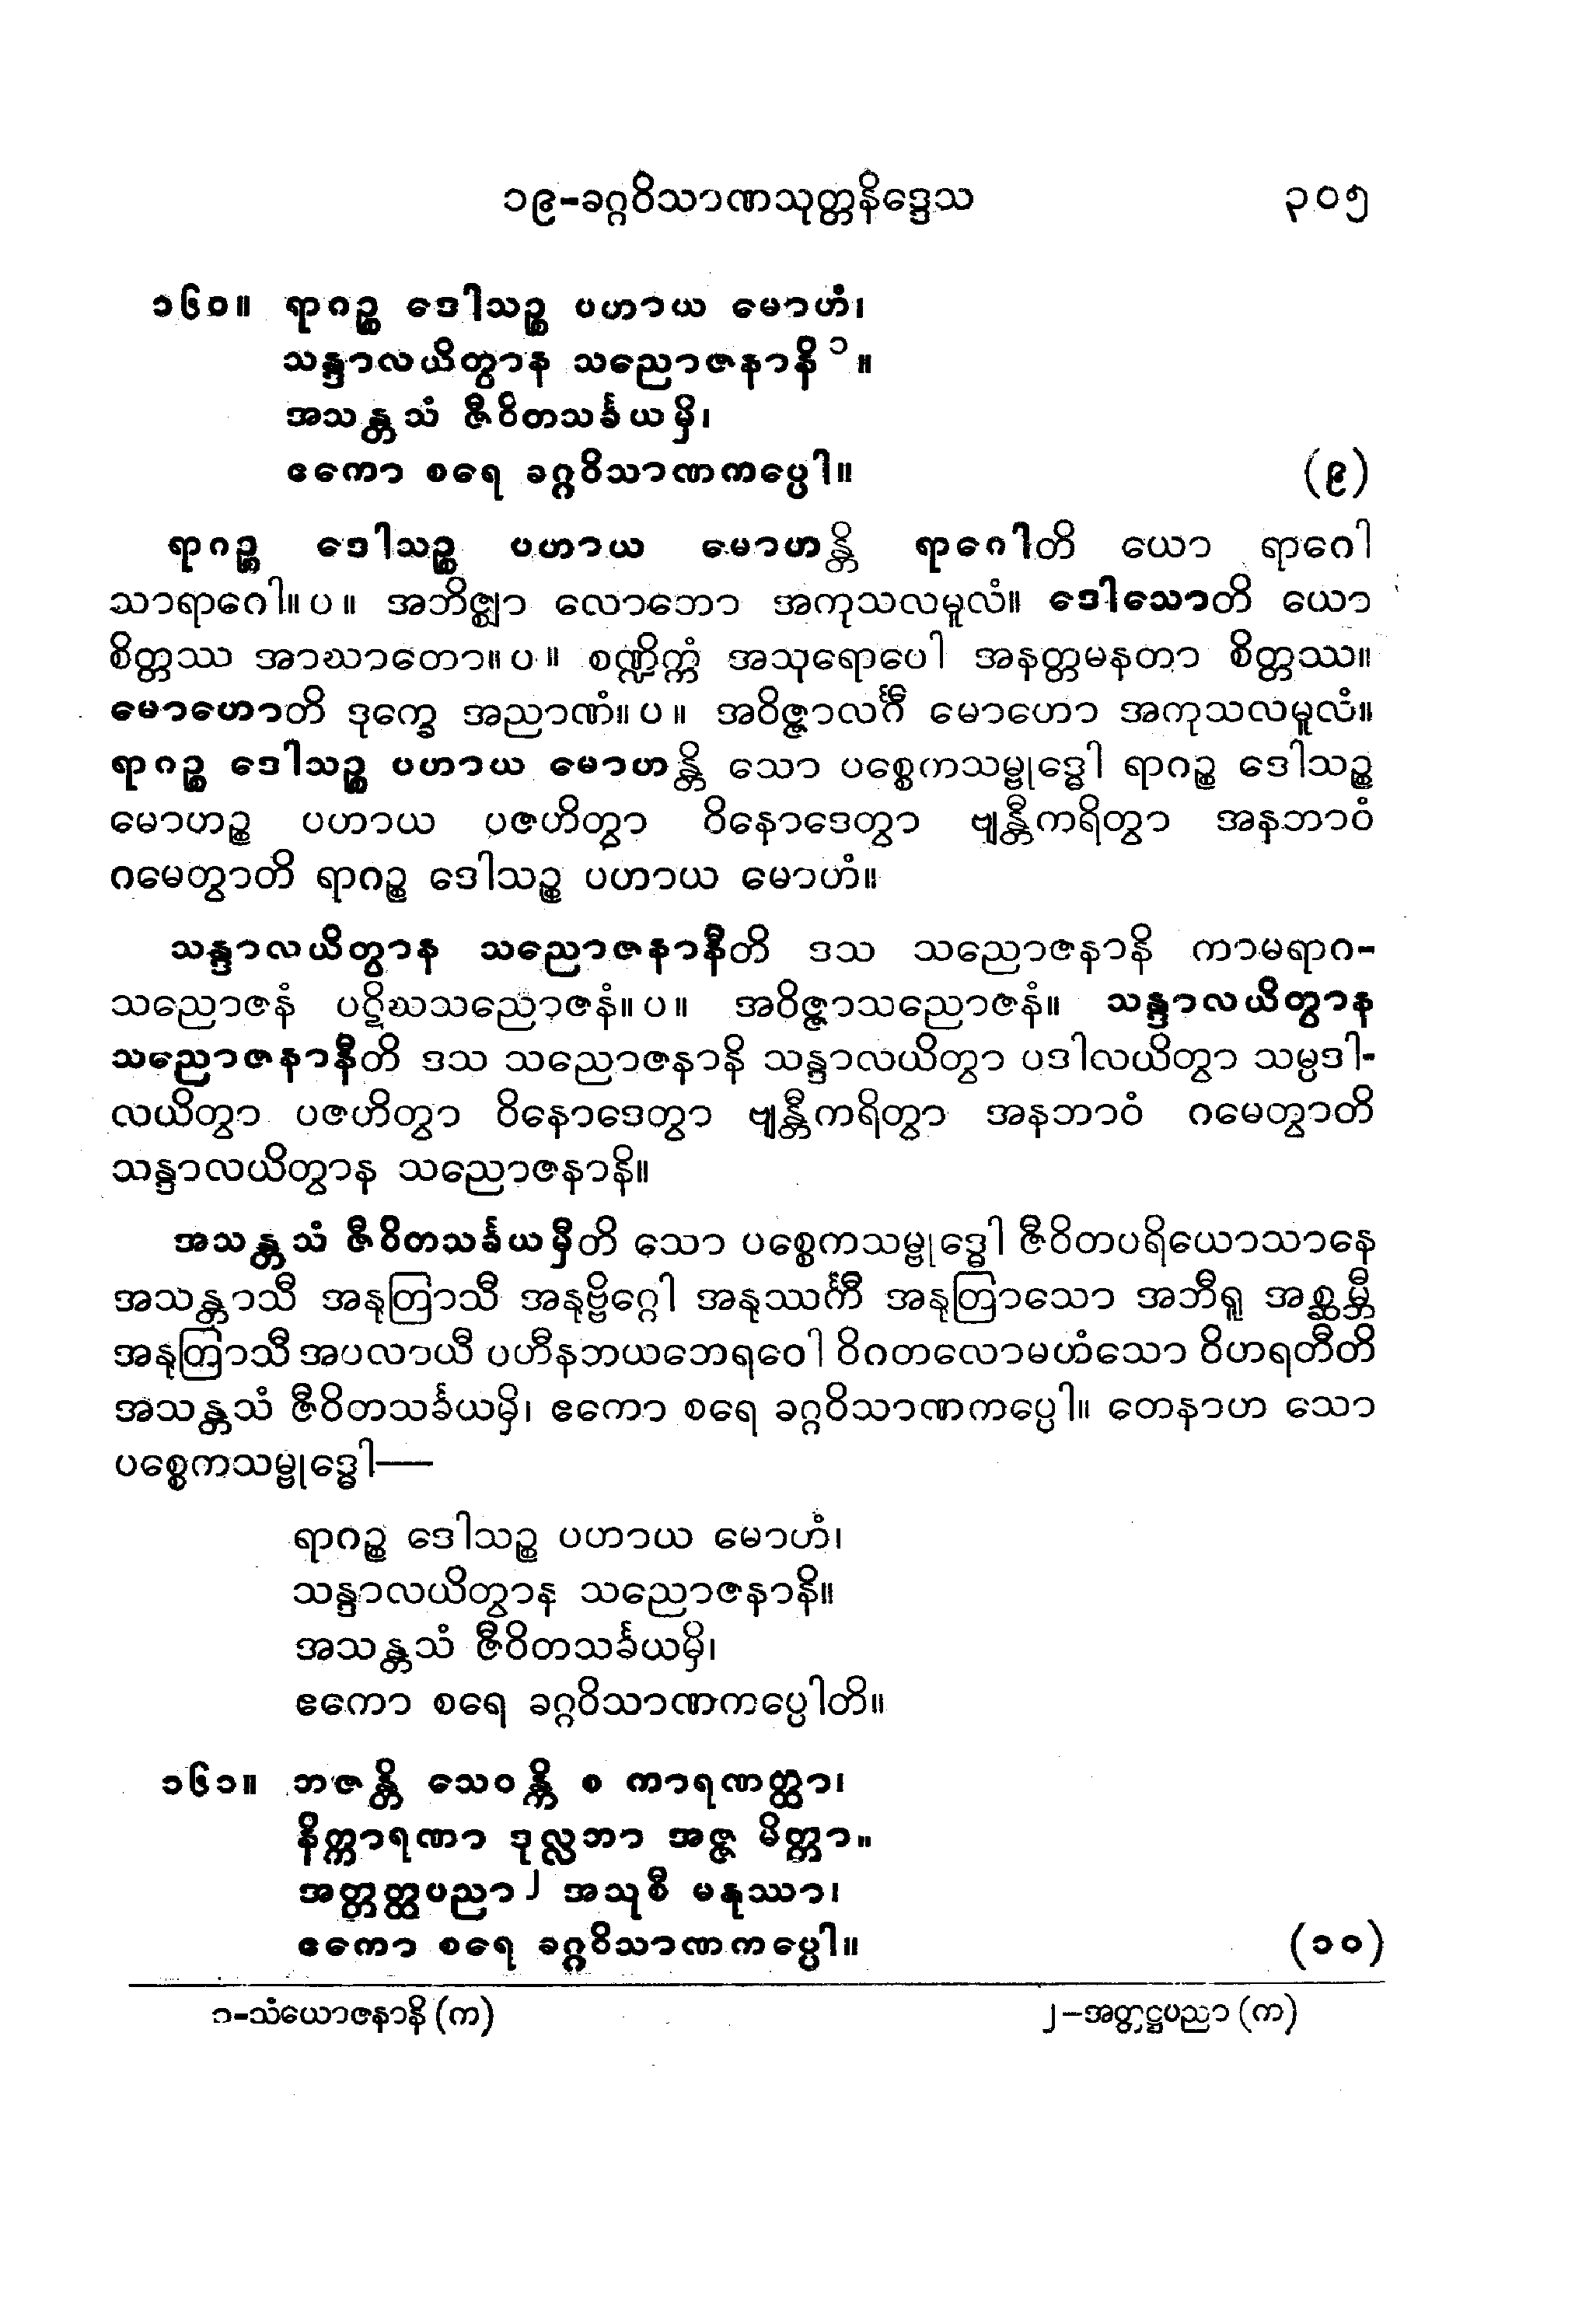 ၁၉-ခဂ္ဂဝိသာဏသုတ္တနိဒ္ဒေသ ၃၀၅
၁၆၀။ ရာဂဉ္စ ဒေါသဉ္စ ပဟာယ မောဟံ၊
သန္ဒာလယိတွာန သညောဇနာနိ ၁ ။
အသန္တသံ ဇီဝိတသင်္ခယမှိ၊
ဧကော စရေ ခဂ္ဂဝိသာဏကပ္ပေါ။ (၉)
ရာဂဉ္စ ဒေါသဉ္စ ပဟာယ မောဟန္တိ ရာဂေါတိ ယော ရာဂေါ
သာရာဂေါ။ ပ ။ အဘိဇ္ဈာ လောဘော အကုသလမူလံ။ ဒေါသောတိ ယော
စိတ္တဿ အာဃာတော။ ပ ။ စဏ္ဍိက္ကံ အသုရောပေါ အနတ္တမနတာ စိတ္တဿ။
မောဟောတိ ဒုက္ခေ အညာဏံ။ ပ ။ အဝိဇ္ဇာလင်္ဂီ မောဟော အကုသလမူလံ။
ရာဂဉ္စ ဒေါသဉ္စ ပဟာယ မောဟန္တိ သော ပစ္စေကသမ္ဗုဒ္ဓေါ ရာဂဉ္စ ဒေါသဉ္စ
မောဟဉ္စ ပဟာယ ပဇဟိတွာ ဝိနောဒေတွာ ဗျန္တီကရိတွာ အနဘာဝံ
ဂမေတွာတိ ရာဂဉ္စ ဒေါသဉ္စ ပဟာယ မောဟံ။
သန္ဒာလယိတွာန သညောဇနာနီတိ ဒသ သညောဇနာနိ ကာမရာဂ-
သညောဇနံ ပဋိဃသညောဇနံ။ ပ ။ အဝိဇ္ဇာသညောဇနံ။ သန္ဒာလယိတွာန
သညောဇနာနီတိ ဒသ သညောဇနာနိ သန္ဒာလယိတွာ ပဒါလယိတွာ သမ္ပဒါ-
လယိတွာ ပဇဟိတွာ ဝိနောဒေတွာ ဗျန္တီကရိတွာ အနဘာဝံ ဂမေတွာတိ
သန္ဒာလယိတွာန သညောဇနာနိ။
အသန္တသံ ဇီဝိတသင်္ခယမှီတိ သော ပစ္စေကသမ္ဗုဒ္ဓေါ ဇီဝိတပရိယောသာနေ
အသန္တာသီ အနုတြာသီ အနုဗ္ဗိဂ္ဂေါ အနုဿင်္ကီ အနုတြာသော အဘီရူ အစ္ဆမ္ဘီ
အနုတြာသီ အပလာယီ ပဟီနဘယဘေရဝေါ ဝိဂတလောမဟံသော ဝိဟရတီတိ
အသန္တသံ ဇီဝိတသင်္ခယမှိ၊ ဧကော စရေ ခဂ္ဂဝိသာဏကပ္ပေါ။ တေနာဟ သော
ပစ္စေကသမ္ဗုဒ္ဓေါ—
ရာဂဉ္စ ဒေါသဉ္စ ပဟာယ မောဟံ၊
သန္ဒာလယိတွာန သညောဇနာနိ။
အသန္တသံ ဇီဝိတသင်္ခယမှိ၊
ဧကော စရေ ခဂ္ဂဝိသာဏကပ္ပေါတိ။
၁၆၁။ ဘဇန္တိ သေဝန္တိ စ ကာရဏတ္ထာ၊
နိက္ကာရဏာ ဒုလ္လဘာ အဇ္ဇ မိတ္တာ။
အတ္တတ္ထပညာ ၂ အသုစီ မနုဿာ၊
ဧကော စရေ ခဂ္ဂဝိသာဏကပ္ပေါ။ (၁၀)
၁-သံယောဇနာနိ (က) ၂-အတ္တဋ္ဌပညာ (က)